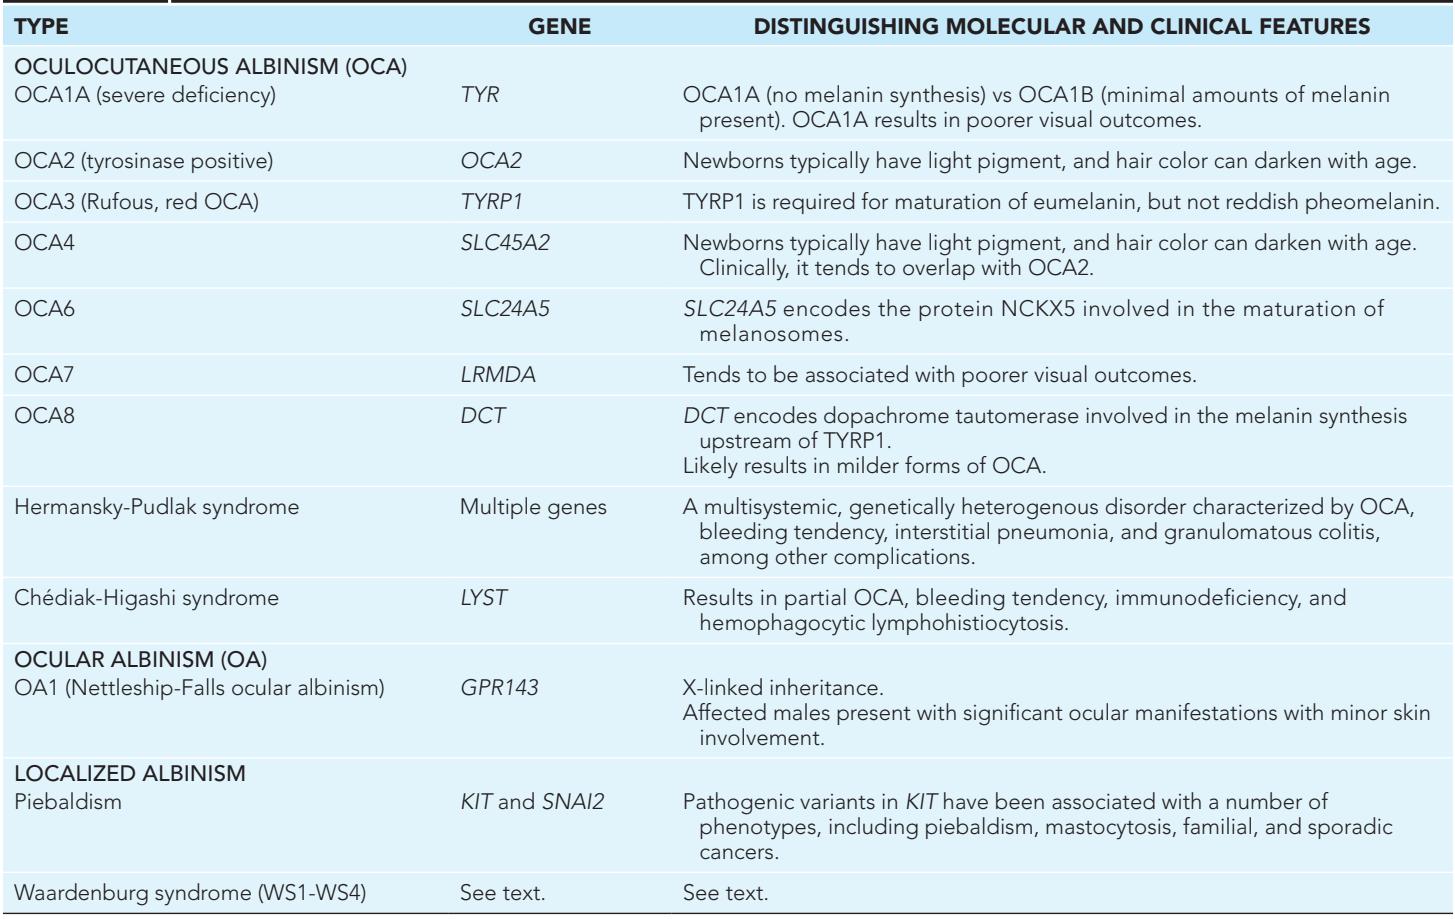 TYPE GENE DISTINGUISHING MOLECULAR AND CLINICAL FEATURES
OCULOCUTANEOUS ALBINISM (OCA)
OCA1A (severe deficiency) TYR OCA1A (no melanin synthesis) vs OCA1B (minimal amounts of melanin
present). OCA1A results in poorer visual outcomes.
OCA2 (tyrosinase positive) OCA2 Newborns typically have light pigment, and hair color can darken with age.
OCA3 (Rufous, red OCA) TYRP1 TYRP1 is required for maturation of eumelanin, but not reddish pheomelanin.
OCA4 SLC45A2 Newborns typically have light pigment, and hair color can darken with age.
Clinically, it tends to overlap with OCA2.
OCA6 SLC24A5 SLC24A5 encodes the protein NCKX5 involved in the maturation of
melanosomes.
OCA7 LRMDA Tends to be associated with poorer visual outcomes.
OCA8 DCT DCT encodes dopachrome tautomerase involved in the melanin synthesis
upstream of TYRP1.
Likely results in milder forms of OCA.
Hermansky-Pudlak syndrome Multiple genes A multisystemic, genetically heterogenous disorder characterized by OCA,
bleeding tendency, interstitial pneumonia, and granulomatous colitis,
among other complications.
Chédiak-Higashi syndrome LYST Results in partial OCA, bleeding tendency, immunodeficiency, and
hemophagocytic lymphohistiocytosis.
OCULAR ALBINISM (OA)
OA1 (Nettleship-Falls ocular albinism) GPR143 X-linked inheritance.
Affected males present with significant ocular manifestations with minor skin
involvement.
LOCALIZED ALBINISM
Piebaldism KIT and SNAI2 Pathogenic variants in KIT have been associated with a number of
phenotypes, including piebaldism, mastocytosis, familial, and sporadic
cancers.
Waardenburg syndrome (WS1-WS4) See text. See text.